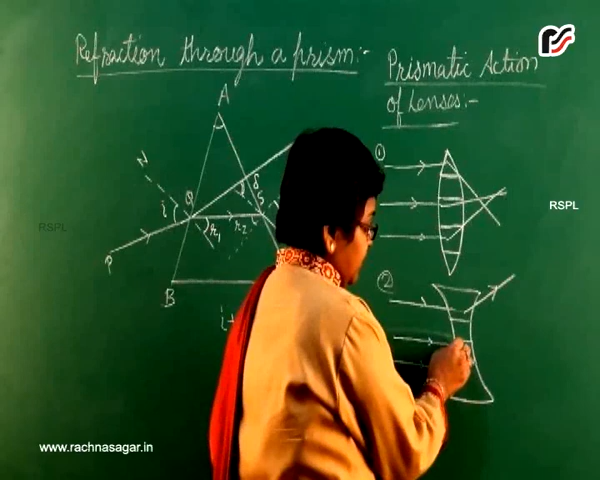 Refraction through a prism:-
Prismatic Action
of Lenses:-
A
N
Q
i
r₁
r₂
S
δ
P
B
i+
①
②
RSPL
RSPL
www.rachnasagar.in